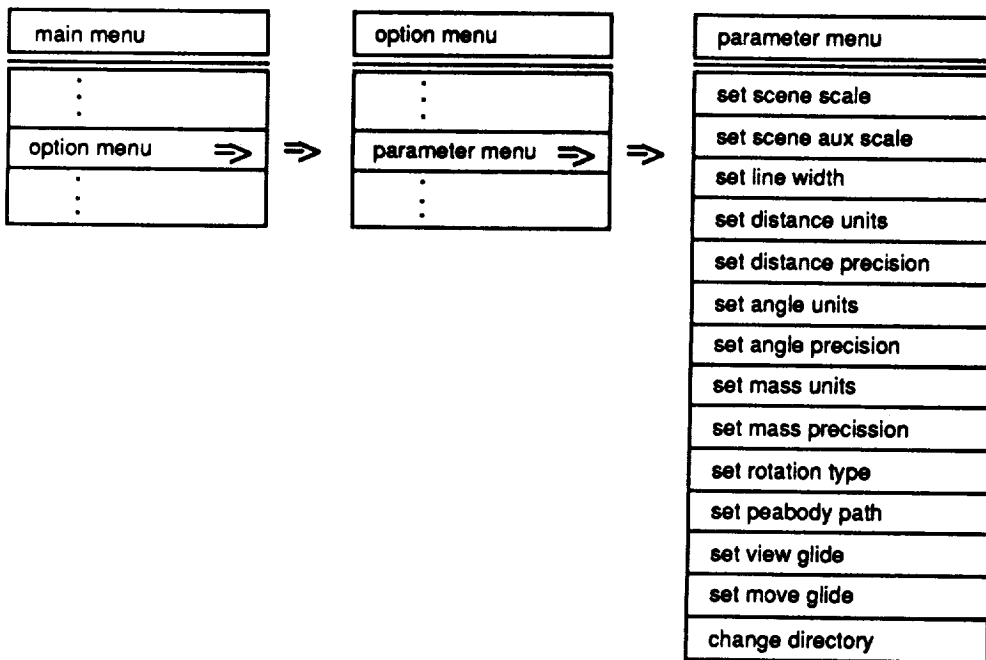 main menu
option menu ⇒
⇒
option menu
parameter menu ⇒
⇒
parameter menu
set scene scale
set scene aux scale
set line width
set distance units
set distance precision
set angle units
set angle precision
set mass units
set mass precission
set rotation type
set peabody path
set view glide
set move glide
change directory